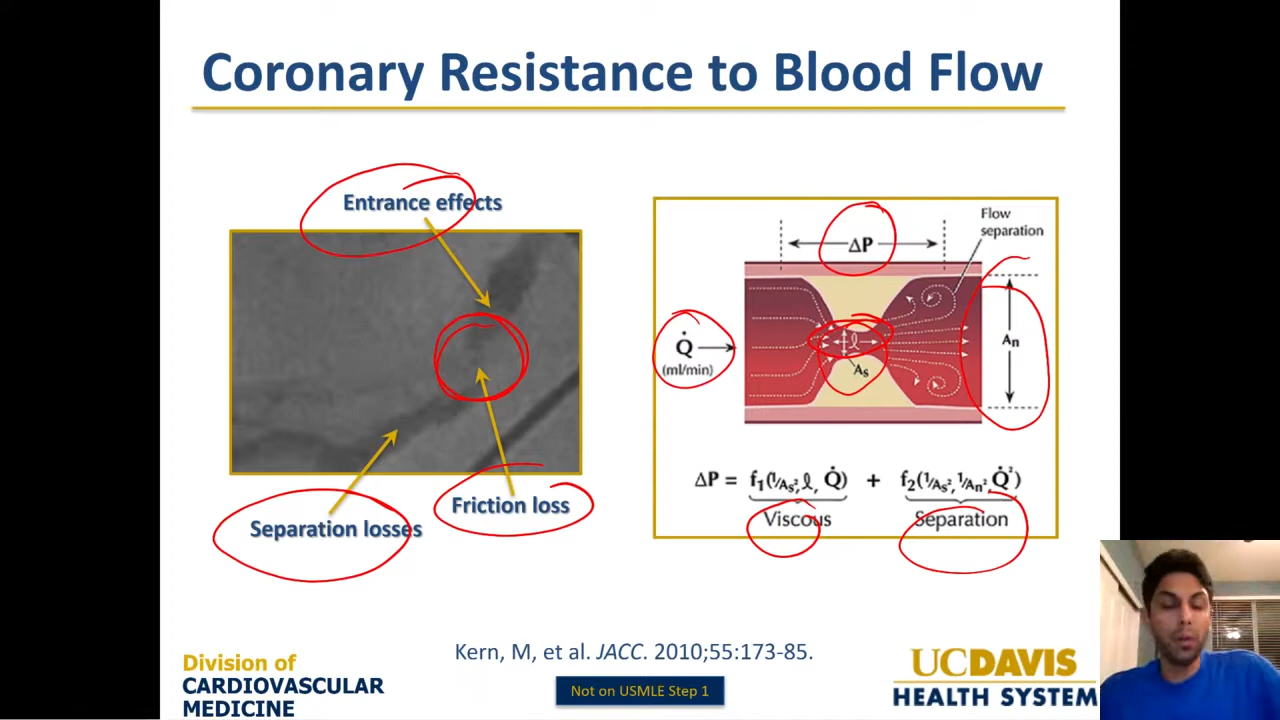 Coronary Resistance to Blood Flow
Entrance effects
Friction loss
Separation losses
Flow
separation
ΔP
Q̇
(ml/min)
ℓ
Aₛ
Aₙ
ΔP = f₁(1/Aₛ², ℓ, Q̇) + f₂(1/Aₛ², 1/Aₙ², Q̇²)
Viscous Separation
Kern, M, et al. JACC. 2010;55:173-85.
Not on USMLE Step 1
Division of
CARDIOVASCULAR
MEDICINE
UCDAVIS
HEALTH SYSTEM